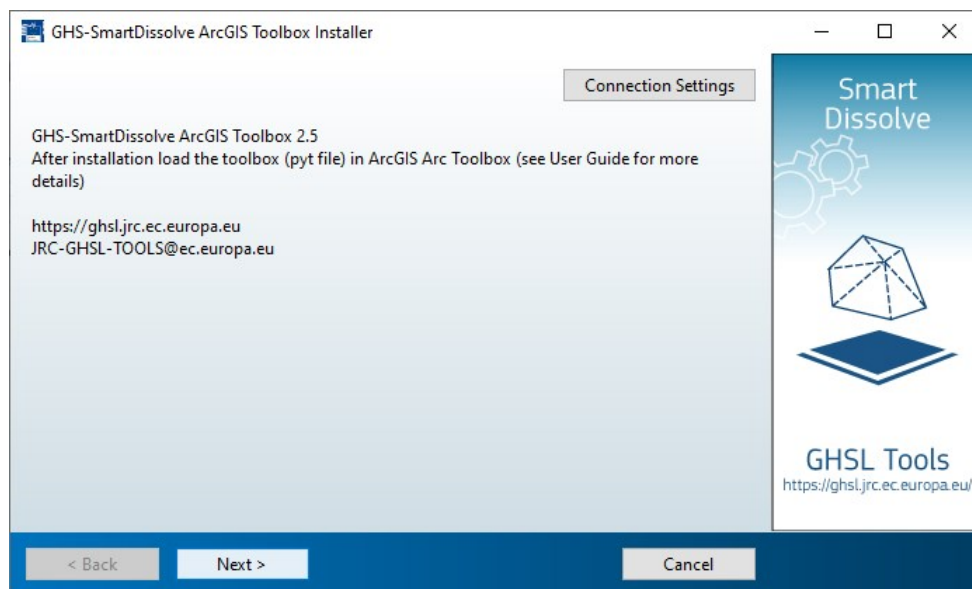 GHS-SmartDissolve ArcGIS Toolbox Installer
Connection Settings
GHS-SmartDissolve ArcGIS Toolbox 2.5
After installation load the toolbox (pyt file) in ArcGIS Arc Toolbox (see User Guide for more
details)
https://ghsl.jrc.ec.europa.eu
JRC-GHSL-TOOLS@ec.europa.eu
Smart
Dissolve
GHSL Tools
https://ghsl.jrc.ec.europa.eu/
< Back
Next >
Cancel